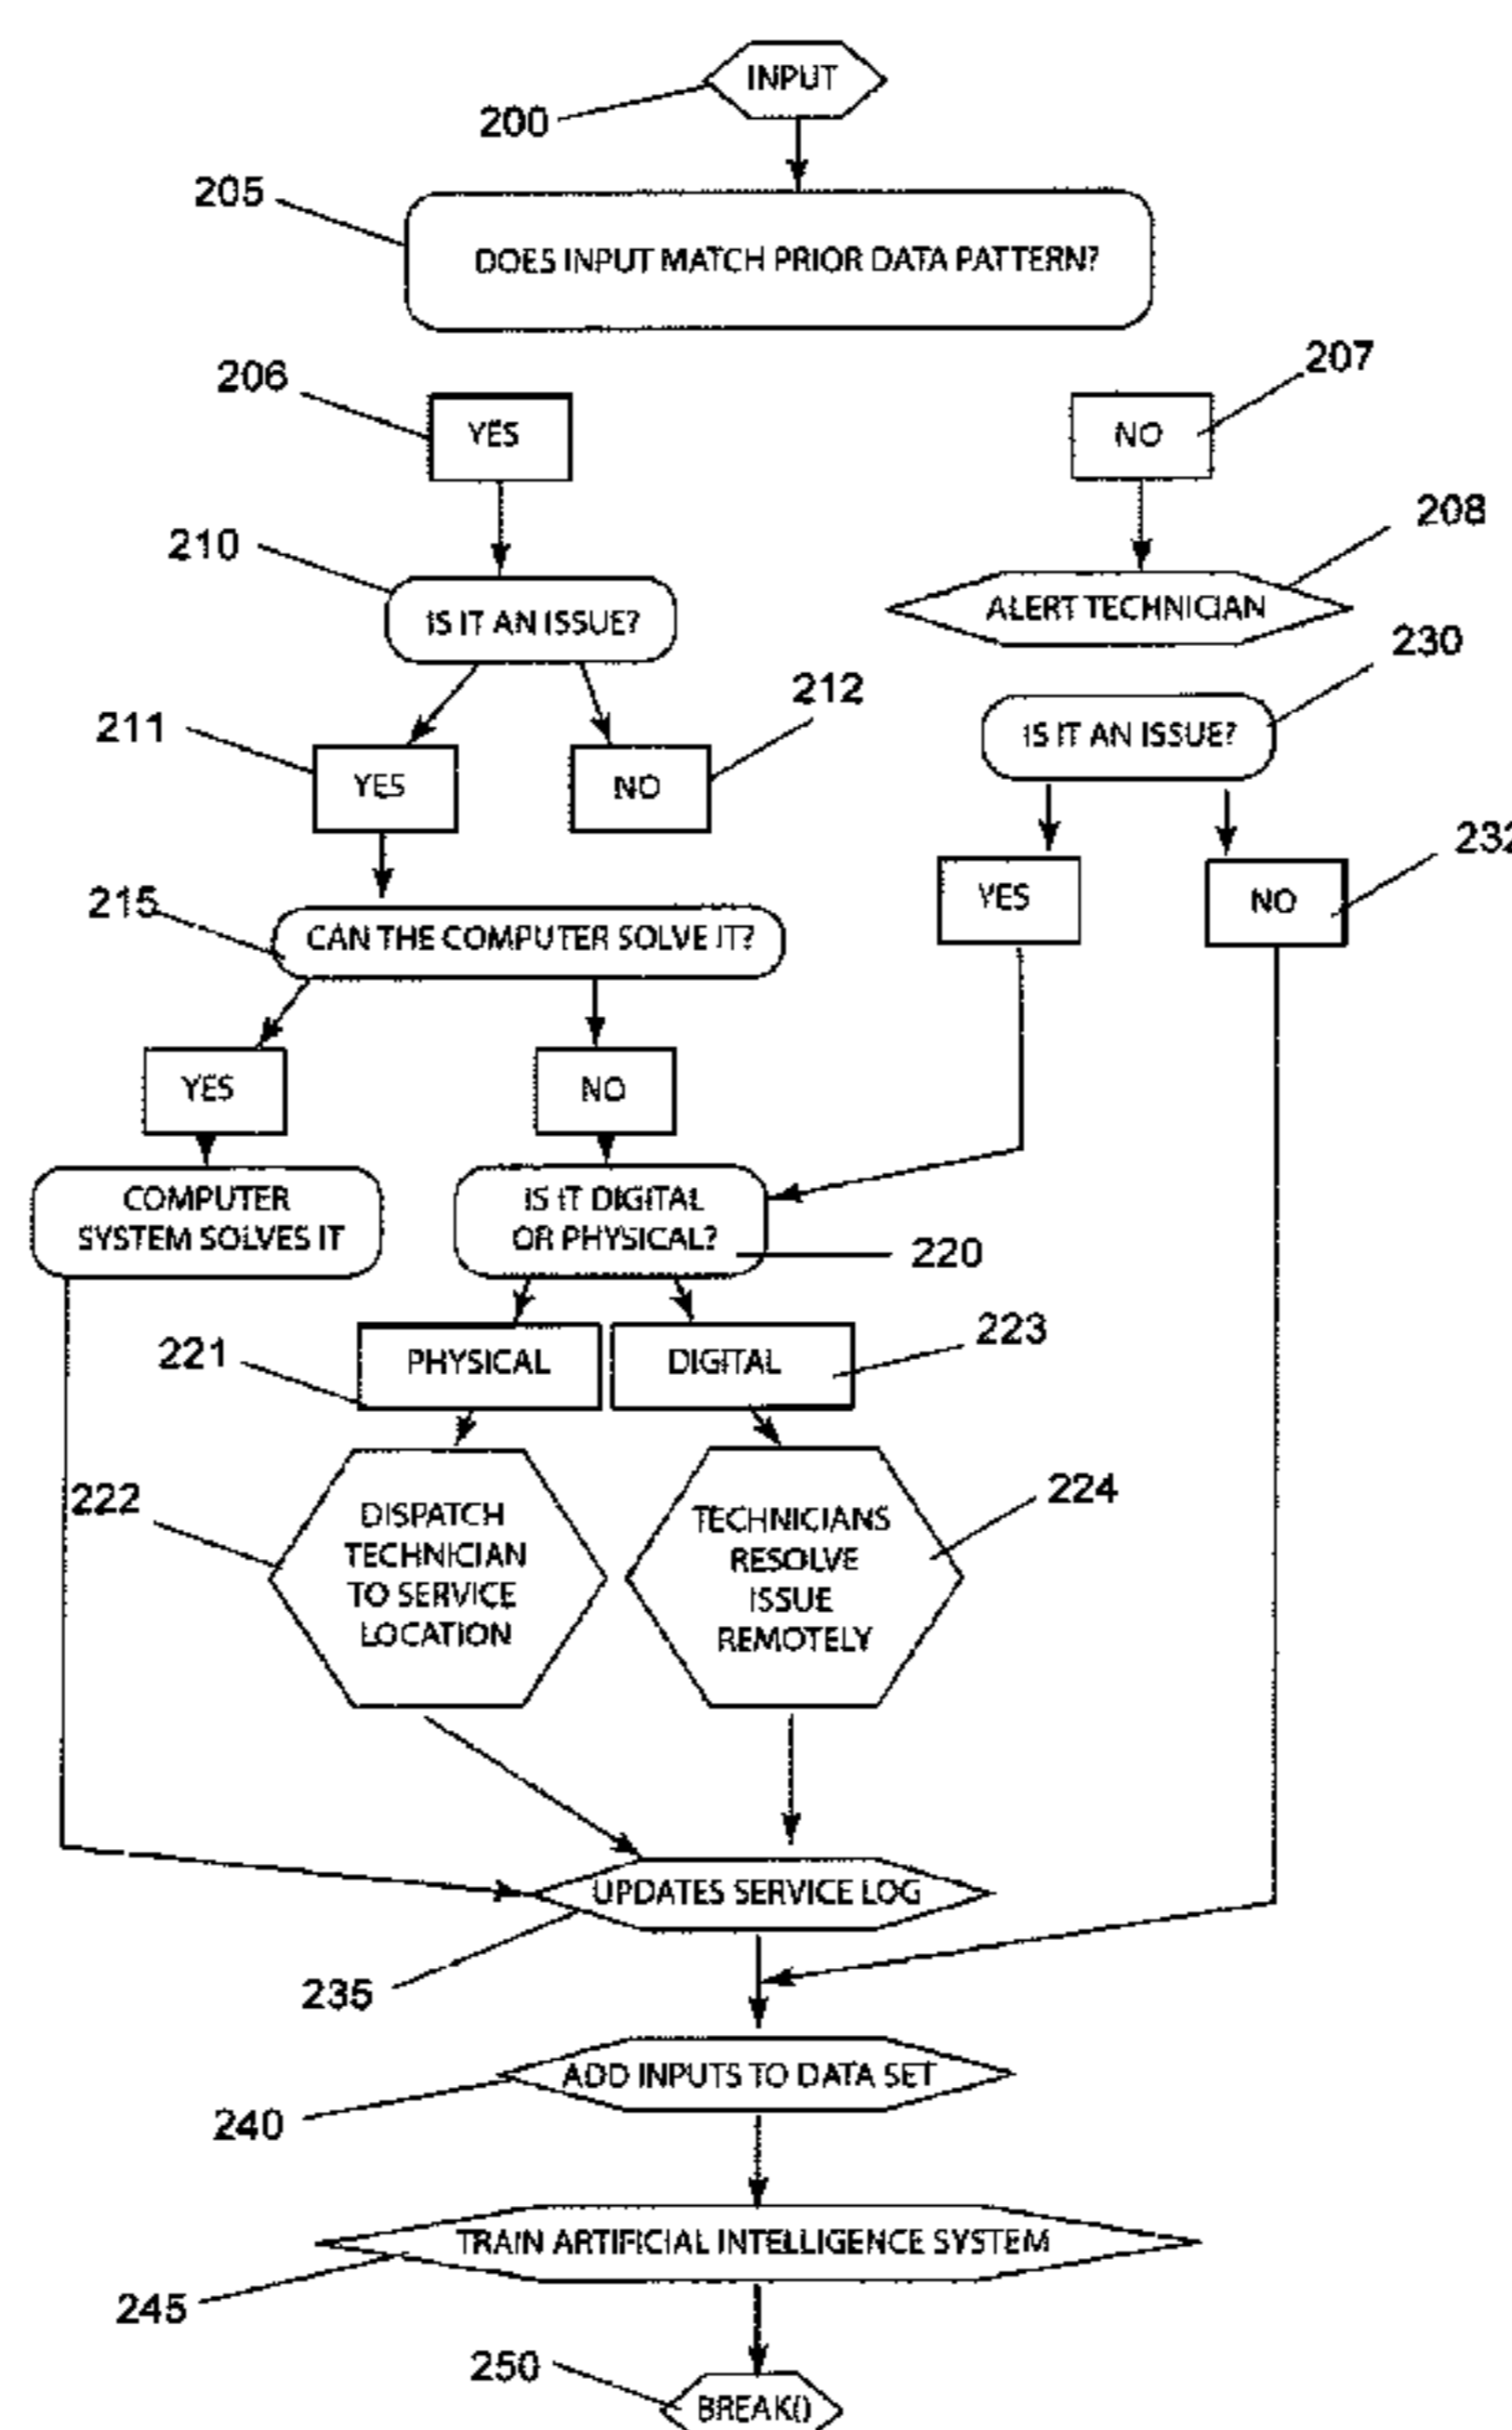 INPUT
200
205
DOES INPUT MATCH PRIOR DATA PATTERN?
206
YES
207
NO
208
210
IS IT AN ISSUE?
ALERT TECHNICIAN
230
211
YES
212
NO
IS IT AN ISSUE?
232
YES
NO
215
CAN THE COMPUTER SOLVE IT?
YES
NO
COMPUTER
SYSTEM SOLVES IT
IS IT DIGITAL
OR PHYSICAL?
220
221
PHYSICAL
DIGITAL
223
222
DISPATCH
TECHNICIAN
TO SERVICE
LOCATION
TECHNICIANS
RESOLVE
ISSUE
REMOTELY
224
UPDATES SERVICE LOG
235
ADD INPUTS TO DATA SET
240
TRAIN ARTIFICIAL INTELLIGENCE SYSTEM
245
250
BREAK()